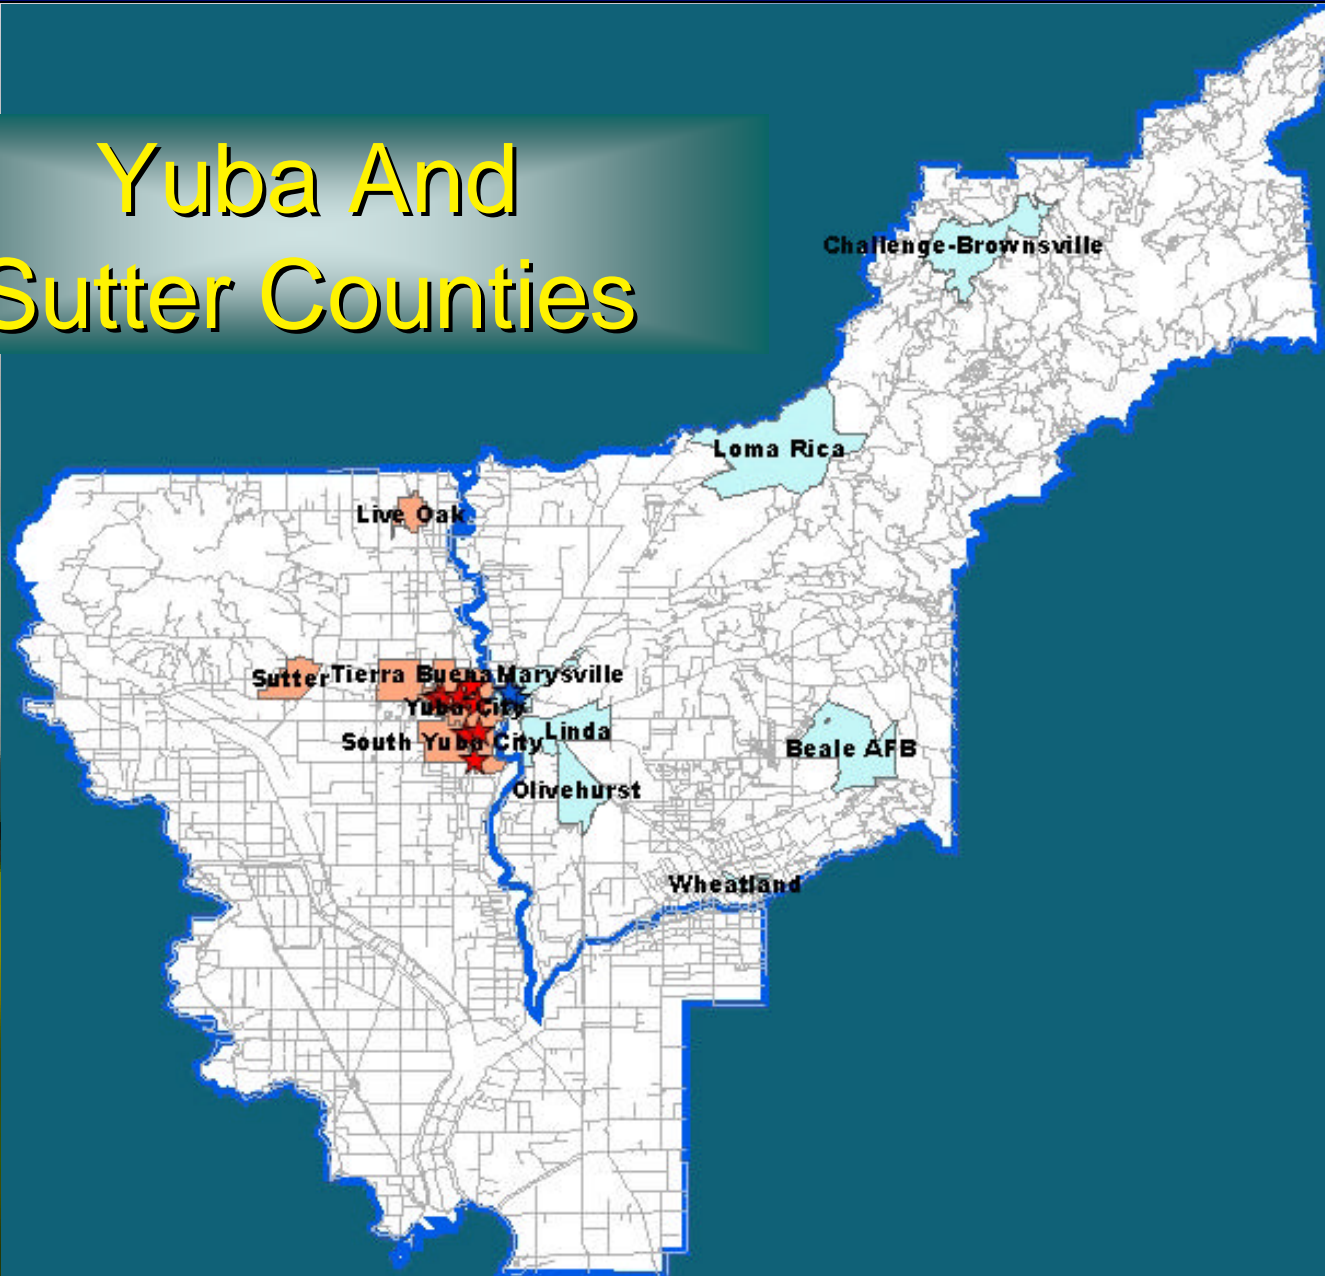 Yuba And
Sutter Counties
Challenge-Brownsville
Loma Rica
Live Oak
Sutter
Tierra Buena
Marysville
Yuba City
South Yuba City
Linda
Beale AFB
Olivehurst
Wheatland